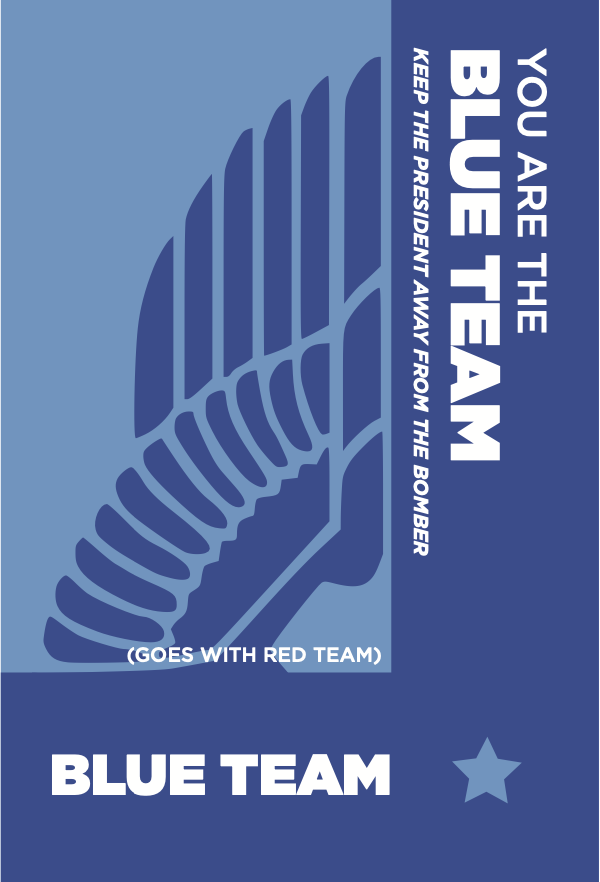 YOU ARE THE
BLUE TEAM
KEEP THE PRESIDENT AWAY FROM THE BOMBER
(GOES WITH RED TEAM)
BLUE TEAM